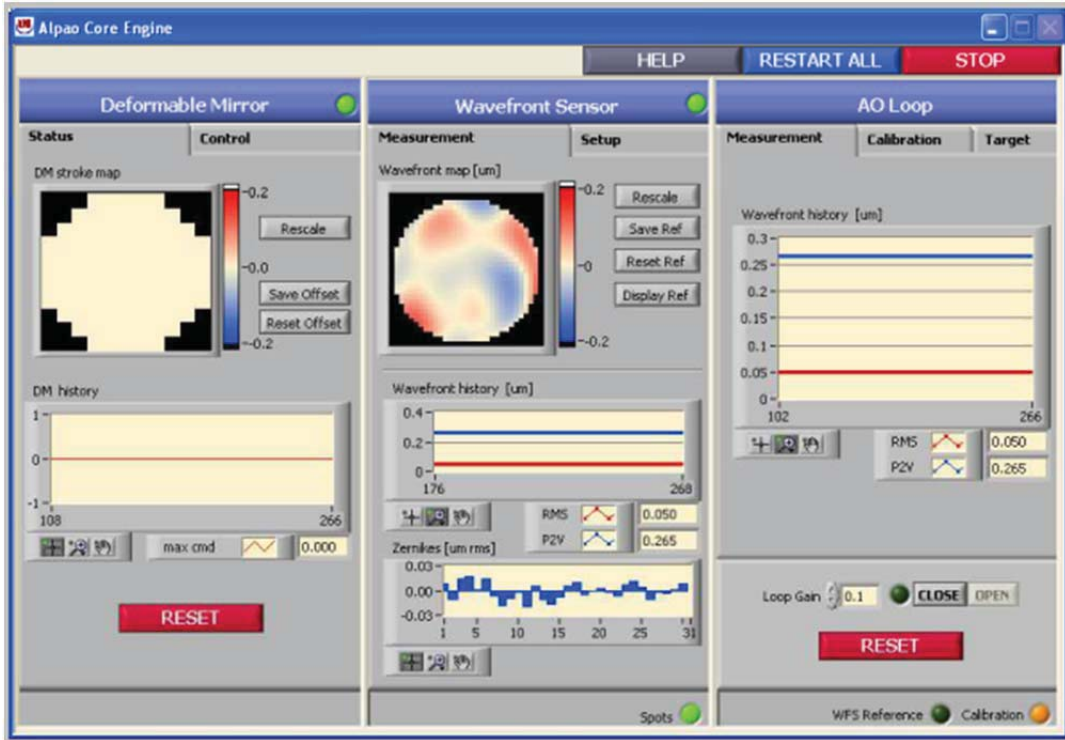 Alpao Core Engine
HELP
RESTART ALL
STOP
Deformable Mirror
Status
Control
DM stroke map
-0.2
-0.0
--0.2
Rescale
Save Offset
Reset Offset
DM history
1-
0-
-1-
108
266
max cmd
0.000
RESET
Wavefront Sensor
Measurement
Setup
Wavefront map [um]
-0.2
-0
--0.2
Rescale
Save Ref
Reset Ref
Display Ref
Wavefront history [um]
0.4-
0.2-
0-
176
268
RMS
0.050
P2V
0.265
Zernikes [um rms]
0.03-
0.00-
-0.03-
1 5 10 15 20 25 31
Spots
AO Loop
Measurement
Calibration
Target
Wavefront history [um]
0.3-
0.25-
0.2-
0.15-
0.1-
0.05-
0-
102
266
RMS
0.050
P2V
0.265
Loop Gain
0.1
CLOSE
OPEN
RESET
WFS Reference
Calibration